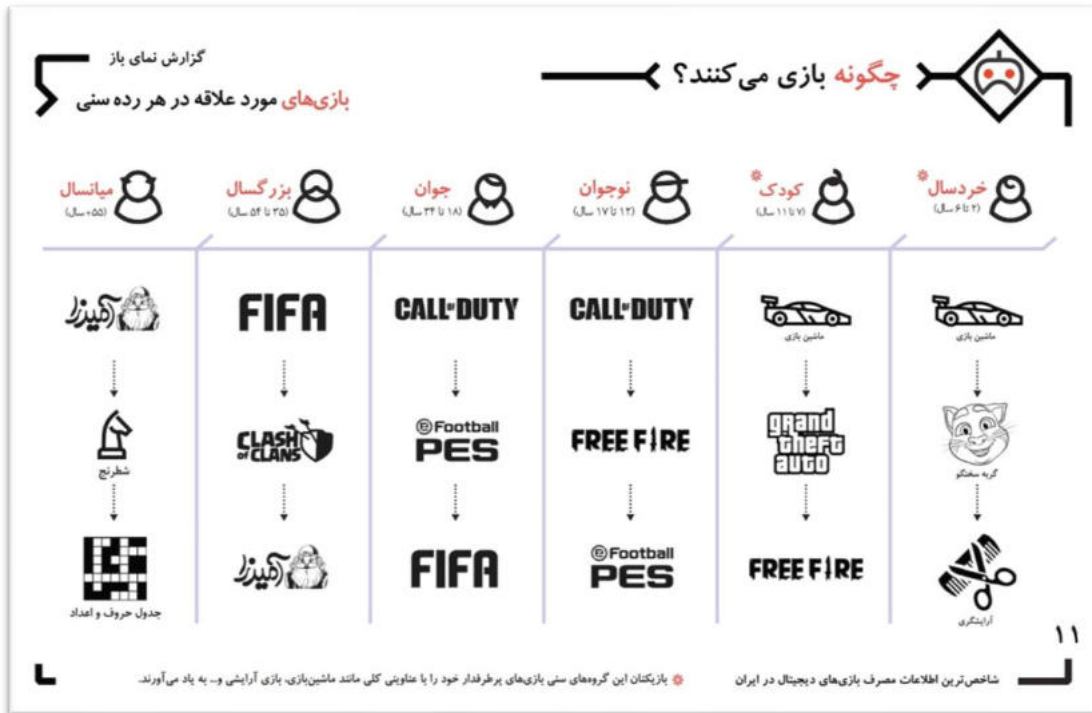 چگونه بازی می‌کنند؟
گزارش نمای باز
بازی‌های مورد علاقه در هر رده سنی
خردسال*
(۲ تا ۶ سال)
کودک*
(۷ تا ۱۱ سال)
نوجوان
(۱۲ تا ۱۷ سال)
جوان
(۱۸ تا ۳۴ سال)
بزرگسال
(۳۵ تا ۵۴ سال)
میانسال
(۵۵+ سال)
ماشین بازی
گربه سخنگو
آرایشگری
ماشین بازی
grand
theft
auto
FREE FIRE
CALL OF DUTY
FREE FIRE
eFootball
PES
CALL OF DUTY
eFootball
PES
FIFA
FIFA
CLASH
OF CLANS
آمیرزا
آمیرزا
شطرنج
جدول حروف و اعداد
۱۱
شاخص‌ترین اطلاعات مصرف بازی‌های دیجیتال در ایران
* بازیکنان این گروه‌های سنی بازی‌های پرطرفدار خود را با عناوینی کلی مانند ماشین‌بازی، بازی آرایشی و... به یاد می‌آورند.